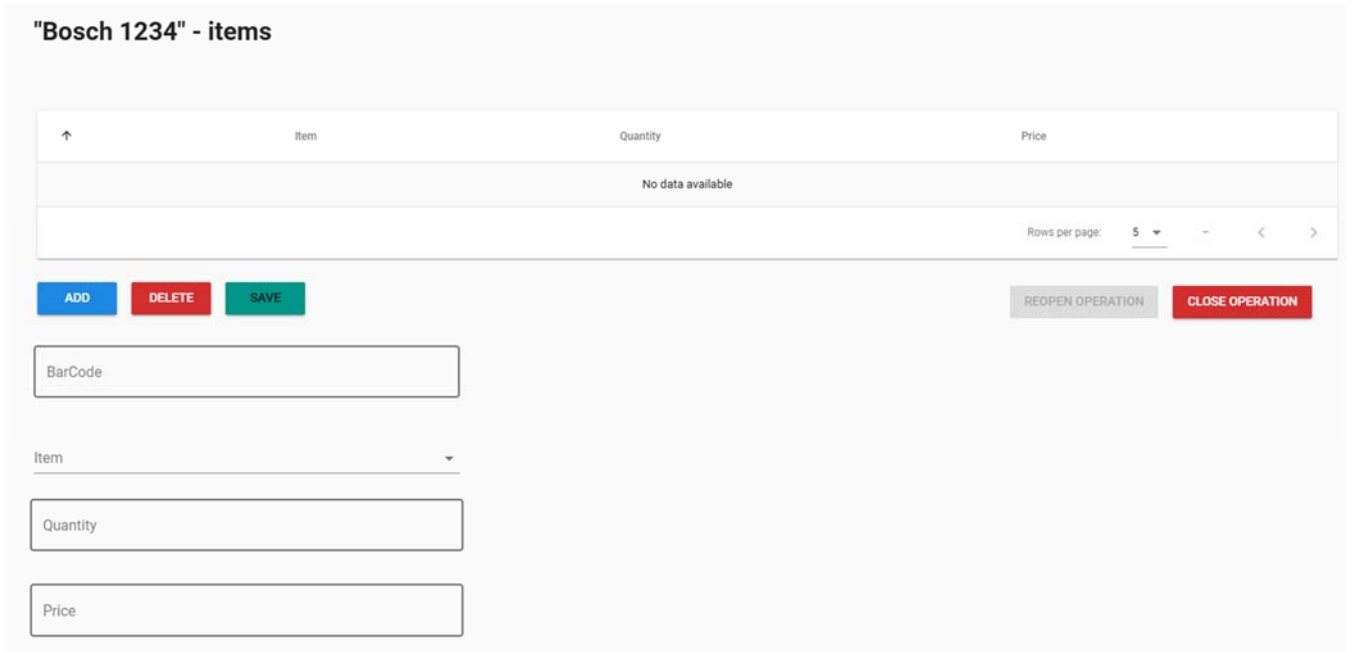 "Bosch 1234" - items
Item Quantity Price
No data available
Rows per page: 5 -
ADD DELETE SAVE REOPEN OPERATION CLOSE OPERATION
BarCode
Item
Quantity
Price